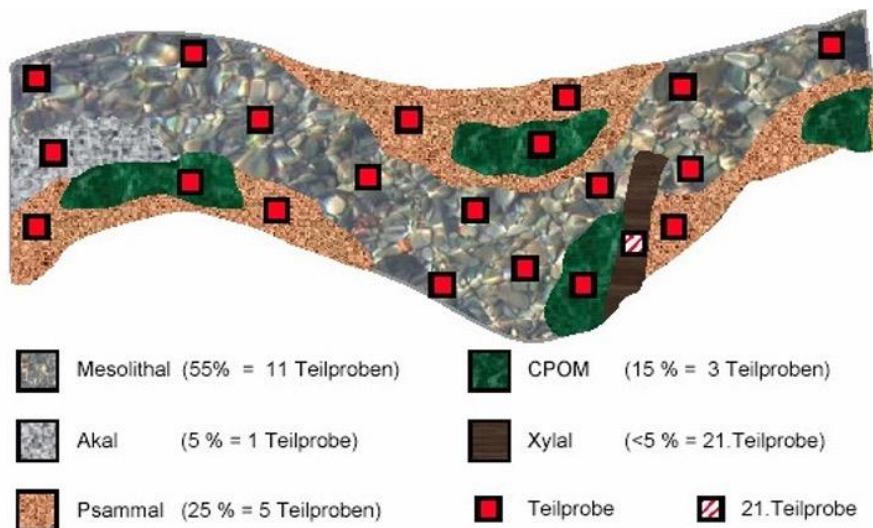 Mesolithal (55% = 11 Teilproben)
CPOM (15 % = 3 Teilproben)
Akal (5 % = 1 Teilprobe)
Xylal (<5 % = 21.Teilprobe)
Psammal (25 % = 5 Teilproben)
Teilprobe
21.Teilprobe